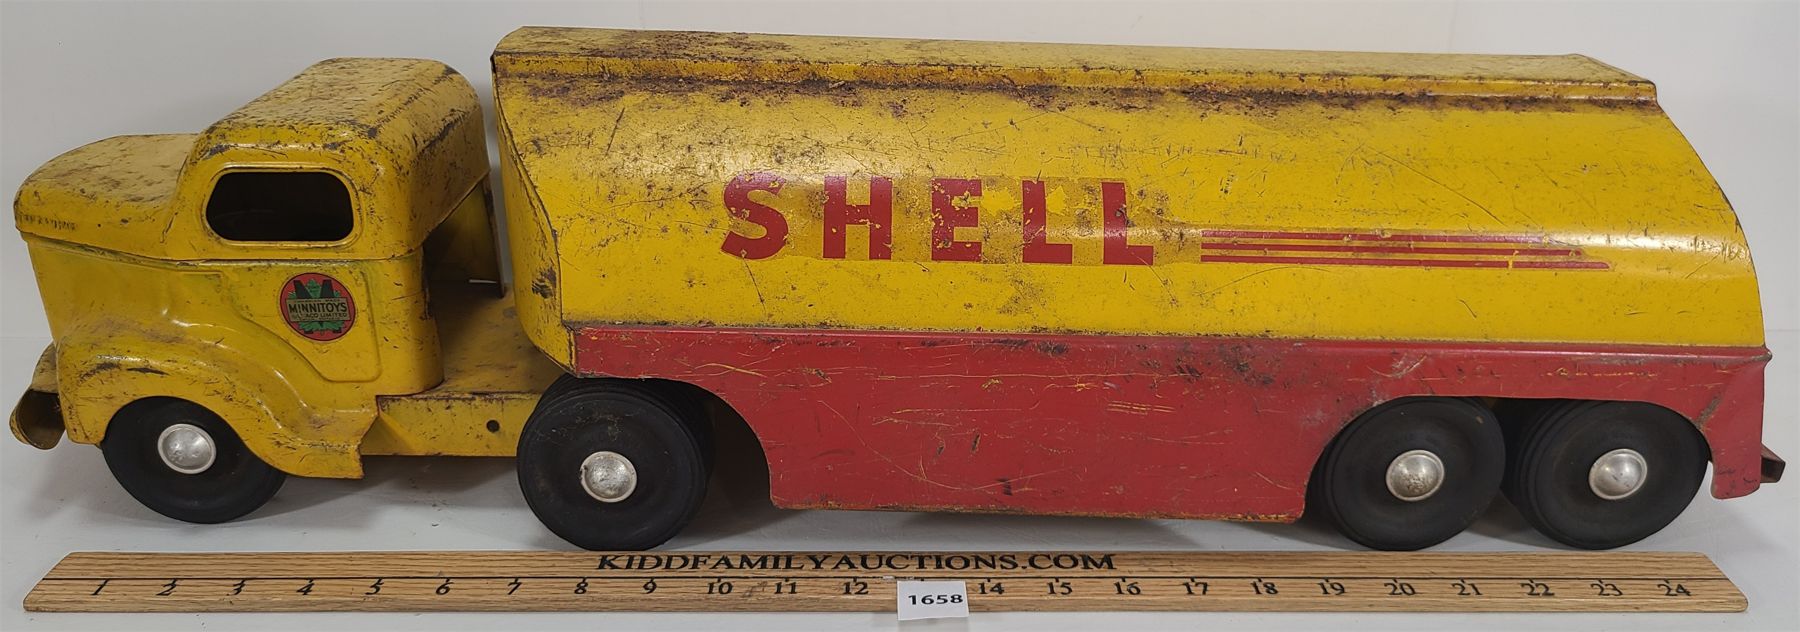 SHELL
MINNITOYS
KIDDFAMILYAUCTIONS.COM
1 2 3 4 5 6 7 8 9 10 11 12 14 15 16 17 18 19 20 21 22 23 24
1658